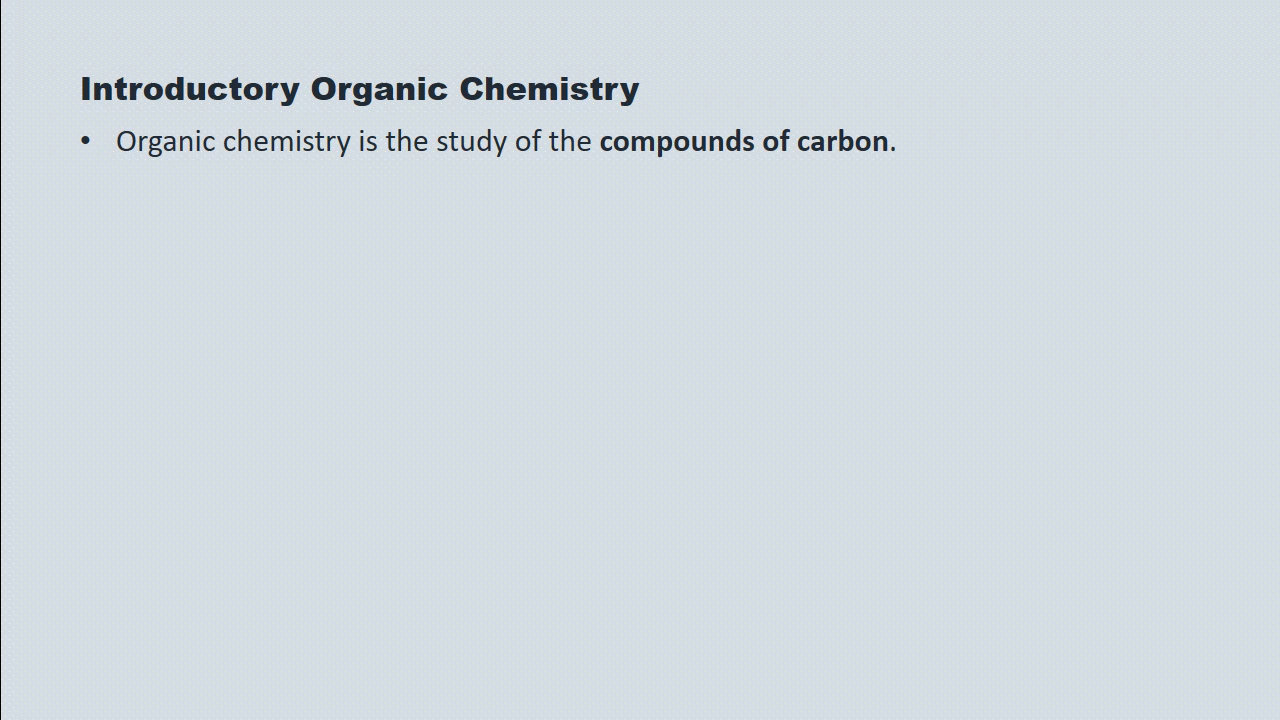 Introductory Organic Chemistry
• Organic chemistry is the study of the compounds of carbon.